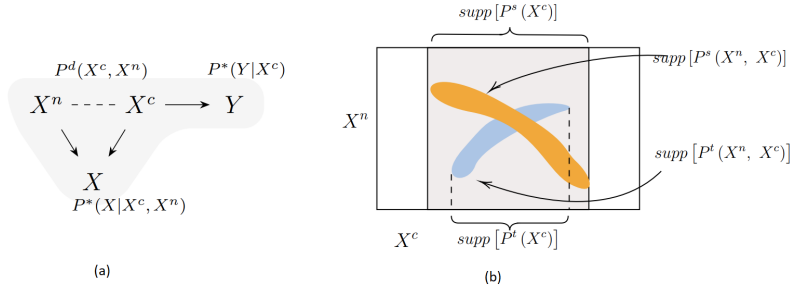 P^d(X^c, X^n)
P^*(Y|X^c)
X^n
X^c
Y
X
P^*(X|X^c, X^n)
(a)
supp[P^s(X^c)]
supp[P^s(X^n, X^c)]
X^n
supp[P^t(X^n, X^c)]
X^c
supp[P^t(X^c)]
(b)